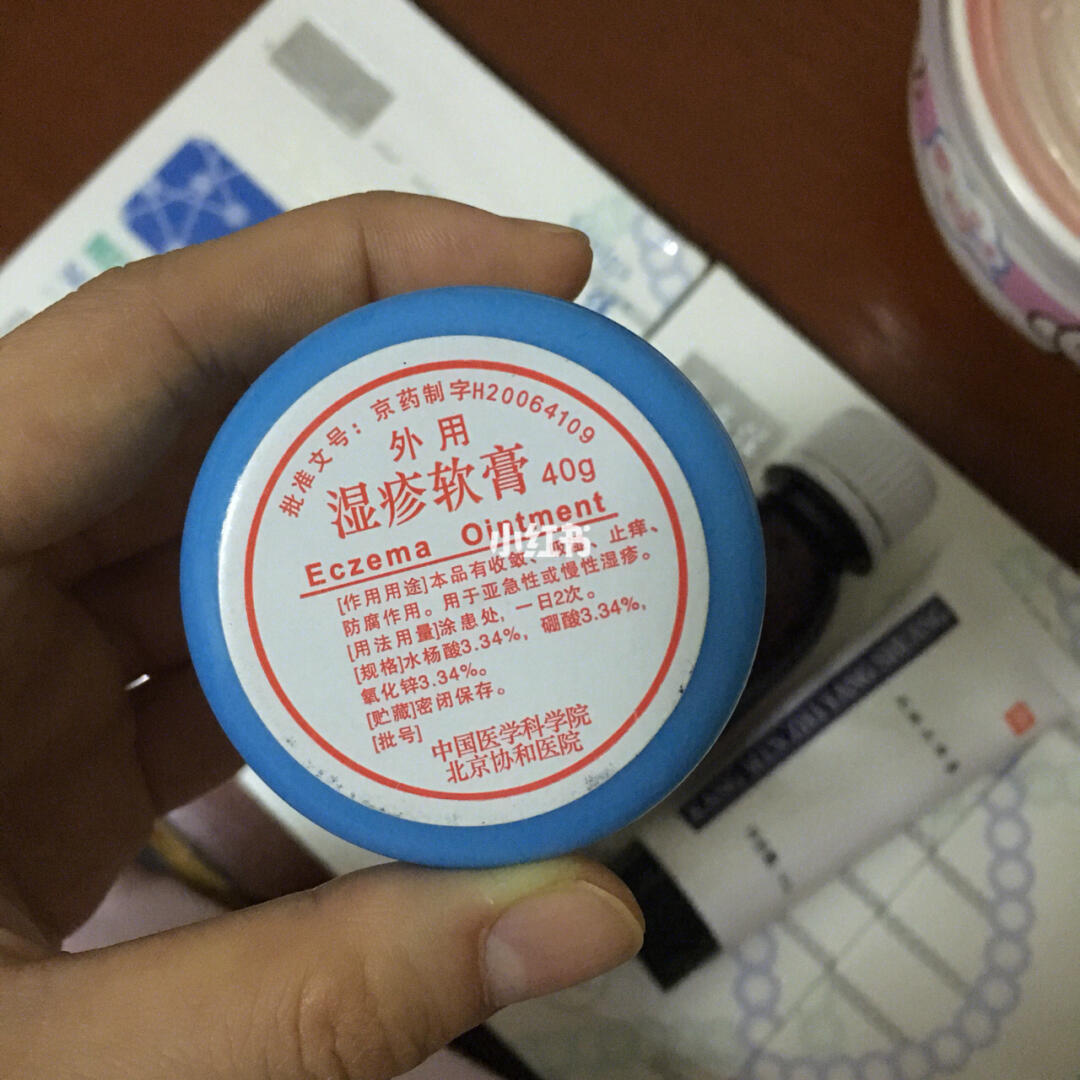 批准文号：京药制字H20064109
外用
湿疹软膏 40g
Eczema Ointment
小红书
[作用用途]本品有收敛、 止痒、
防腐作用。用于亚急性或慢性湿疹。
[用法用量]涂患处，一日2次。
[规格]水杨酸3.34%，硼酸3.34%，
氧化锌3.34%。
[贮藏]密闭保存。
[批号]
中国医学科学院
北京协和医院